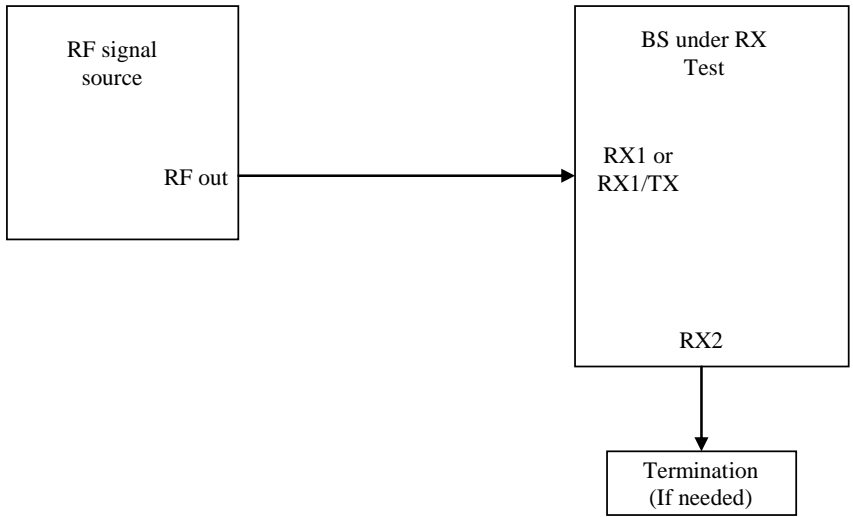 RF signal
source
RF out
BS under RX
Test
RX1 or
RX1/TX
RX2
Termination
(If needed)